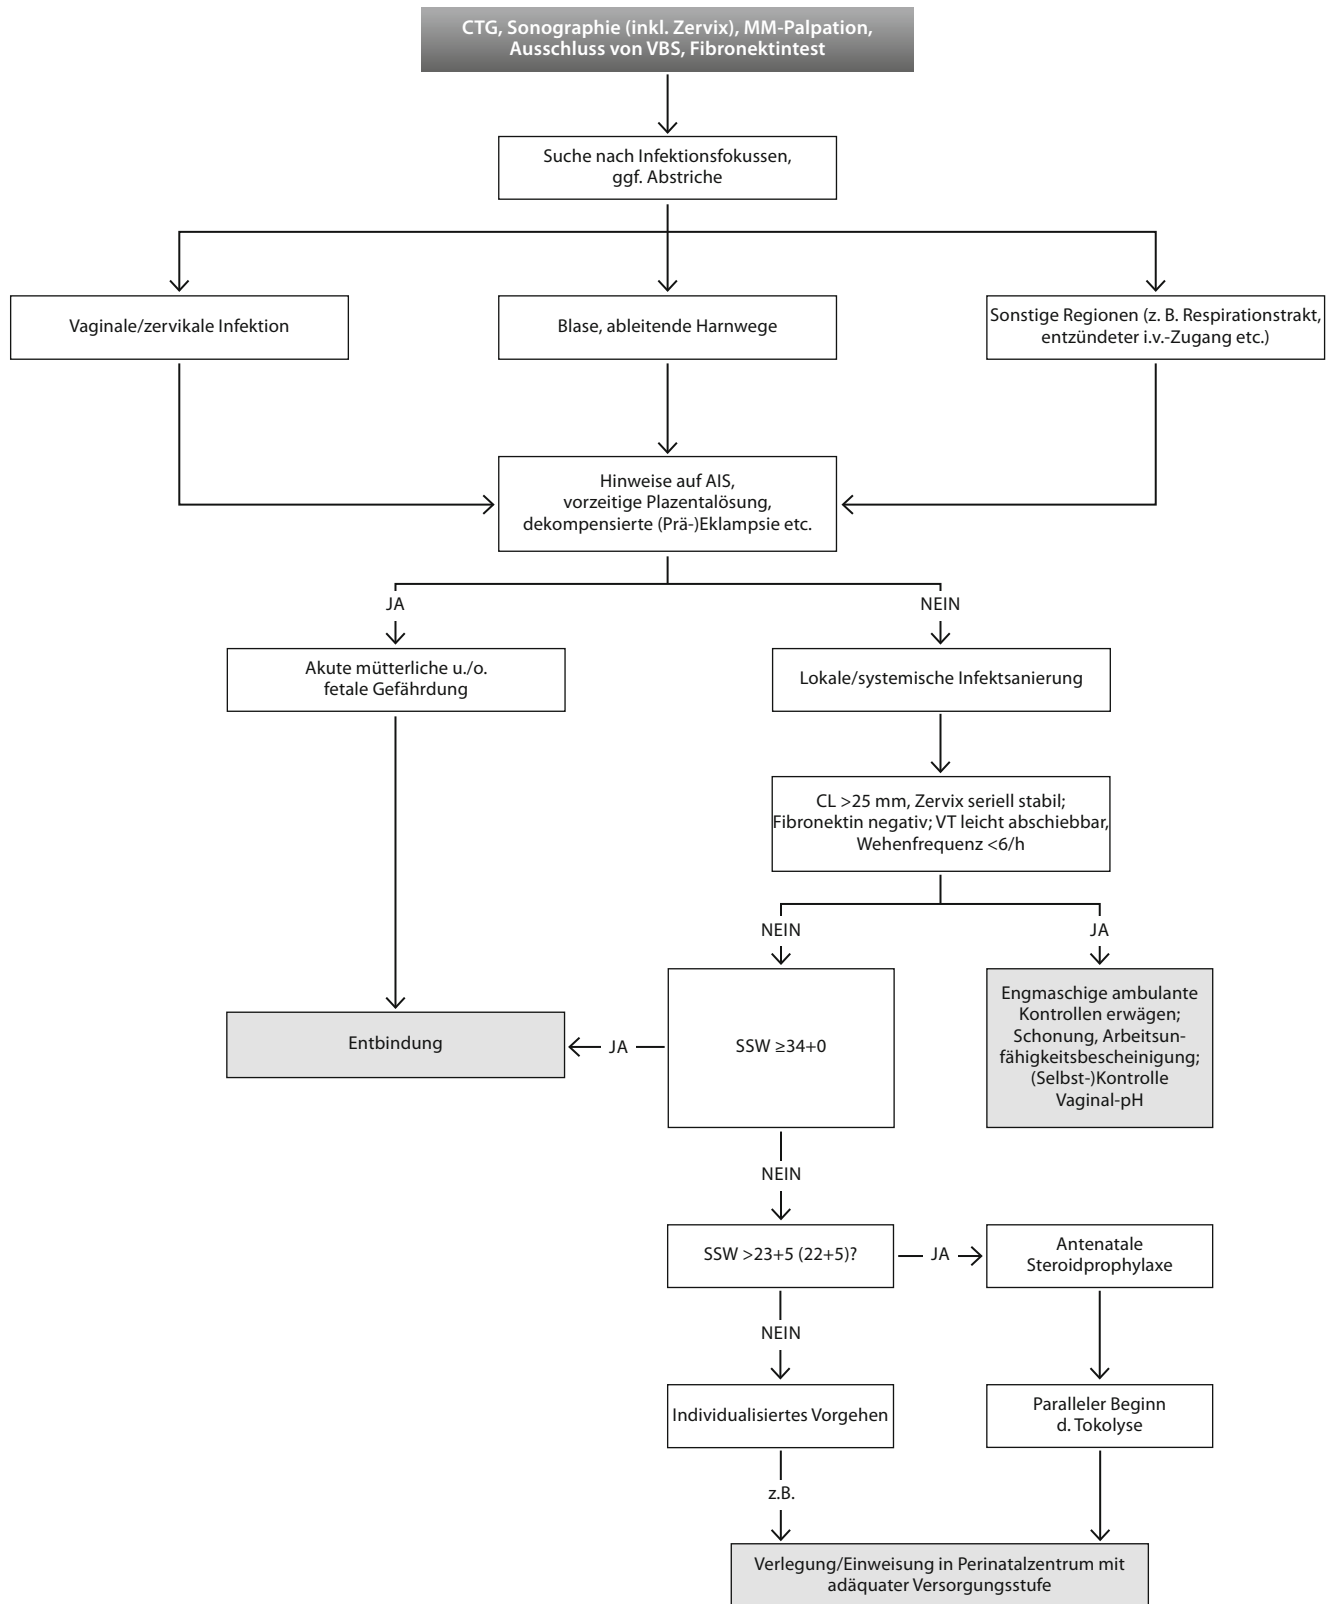 CTG, Sonographie (inkl. Zervix), MM-Palpation,
Ausschluss von VBS, Fibronektintest
Suche nach Infektionsfokussen,
ggf. Abstriche
Vaginale/zervikale Infektion
Blase, ableitende Harnwege
Sonstige Regionen (z. B. Respirationstrakt,
entzündeter i.v.-Zugang etc.)
Hinweise auf AIS,
vorzeitige Plazentalösung,
dekompensierte (Prä-)Eklampsie etc.
JA
NEIN
Akute mütterliche u./o.
fetale Gefährdung
Lokale/systemische Infektsanierung
CL >25 mm, Zervix seriell stabil;
Fibronektin negativ; VT leicht abschiebbar,
Wehenfrequenz <6/h
NEIN
JA
Entbindung
JA
SSW ≥34+0
Engmaschige ambulante
Kontrollen erwägen;
Schonung, Arbeitsun-
fähigkeitsbescheinigung;
(Selbst-)Kontrolle
Vaginal-pH
NEIN
SSW >23+5 (22+5)?
JA
Antenatale
Steroidprophylaxe
NEIN
Individualisiertes Vorgehen
Paralleler Beginn
d. Tokolyse
z.B.
Verlegung/Einweisung in Perinatalzentrum mit
adäquater Versorgungsstufe